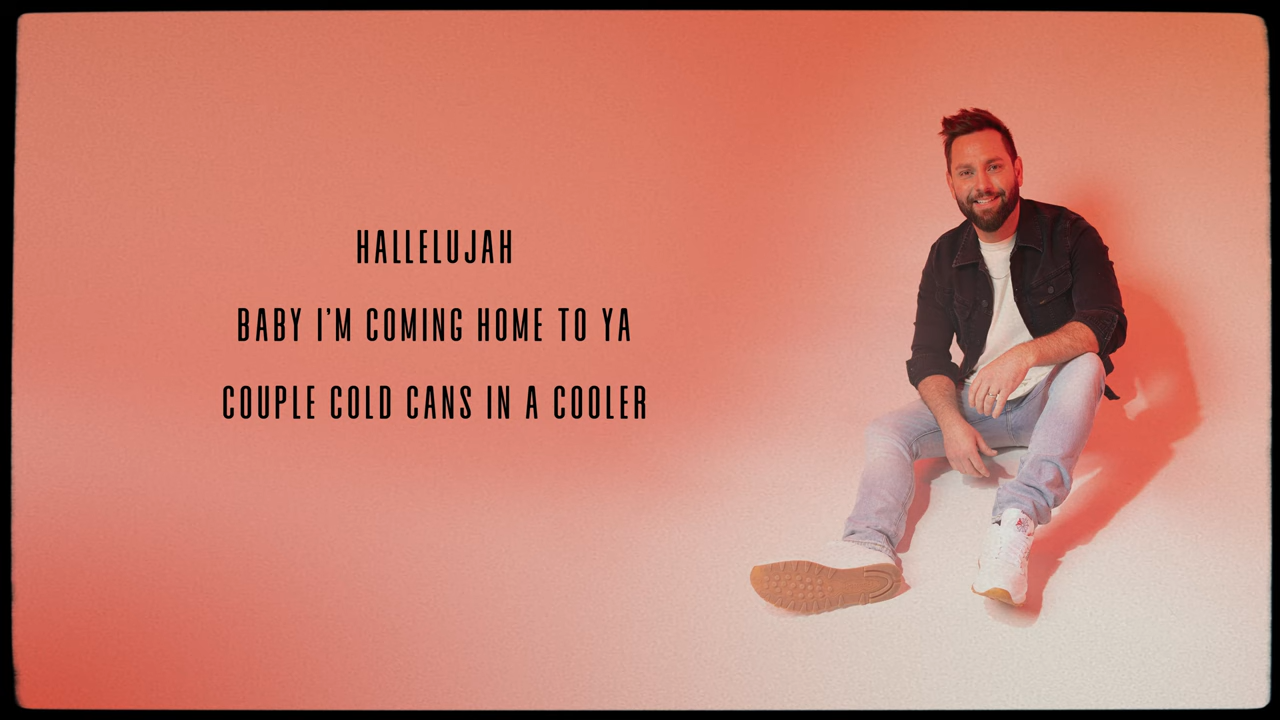 HALLELUJAH
BABY I'M COMING HOME TO YA
COUPLE COLD CANS IN A COOLER